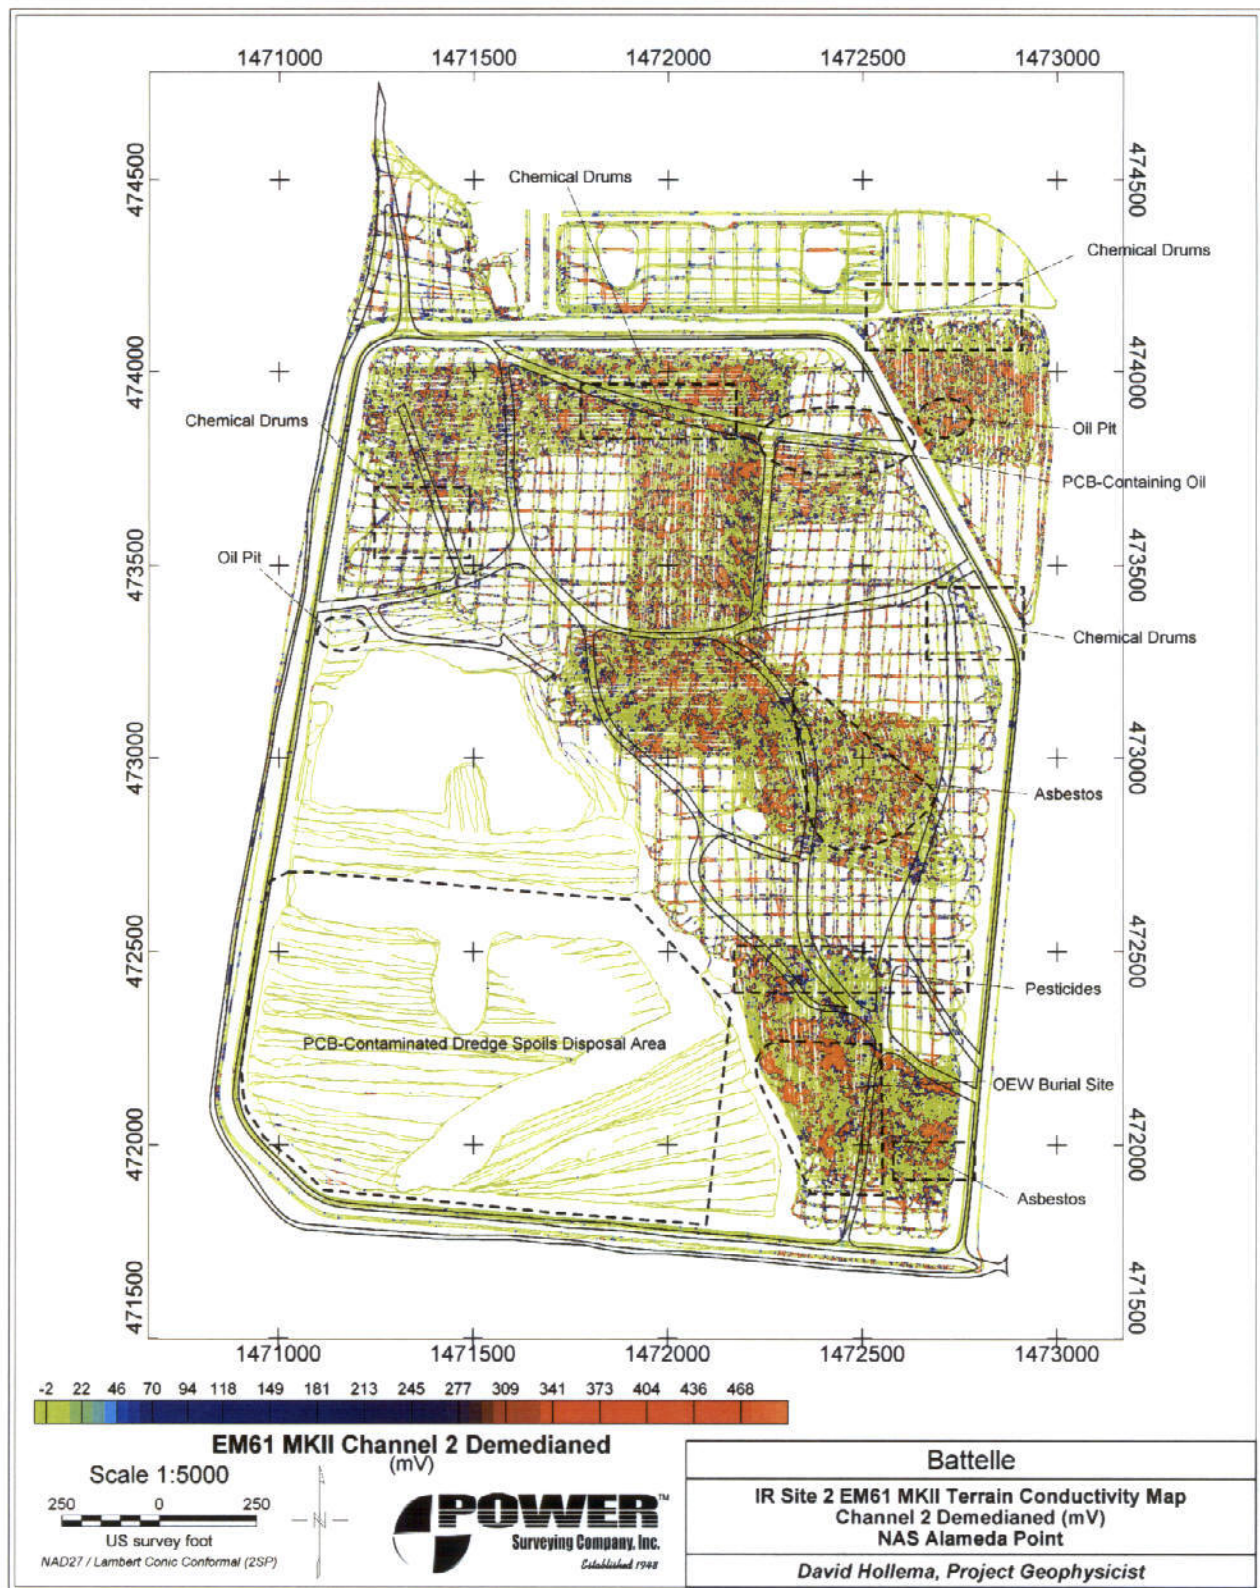 1471000 1471500 1472000 1472500 1473000
474500
474500
Chemical Drums
Chemical Drums
474000
474000
Chemical Drums
Oil Pit
PCB-Containing Oil
Oil Pit
473500
473500
Chemical Drums
473000
473000
Asbestos
472500
472500
Pesticides
PCB-Contaminated Dredge Spoils Disposal Area
OEW Burial Site
472000
472000
Asbestos
471500
471500
1471000 1471500 1472000 1472500 1473000
-2 22 46 70 94 118 149 181 213 245 277 309 341 373 404 436 468
EM61 MKII Channel 2 Demedianed
(mV)
Scale 1:5000
250 0 250
US survey foot
NAD27 / Lambert Conic Conformal (2SP)
N
POWER™
Surveying Company, Inc.
Established 1948
Battelle
IR Site 2 EM61 MKII Terrain Conductivity Map
Channel 2 Demedianed (mV)
NAS Alameda Point
David Hollema, Project Geophysicist